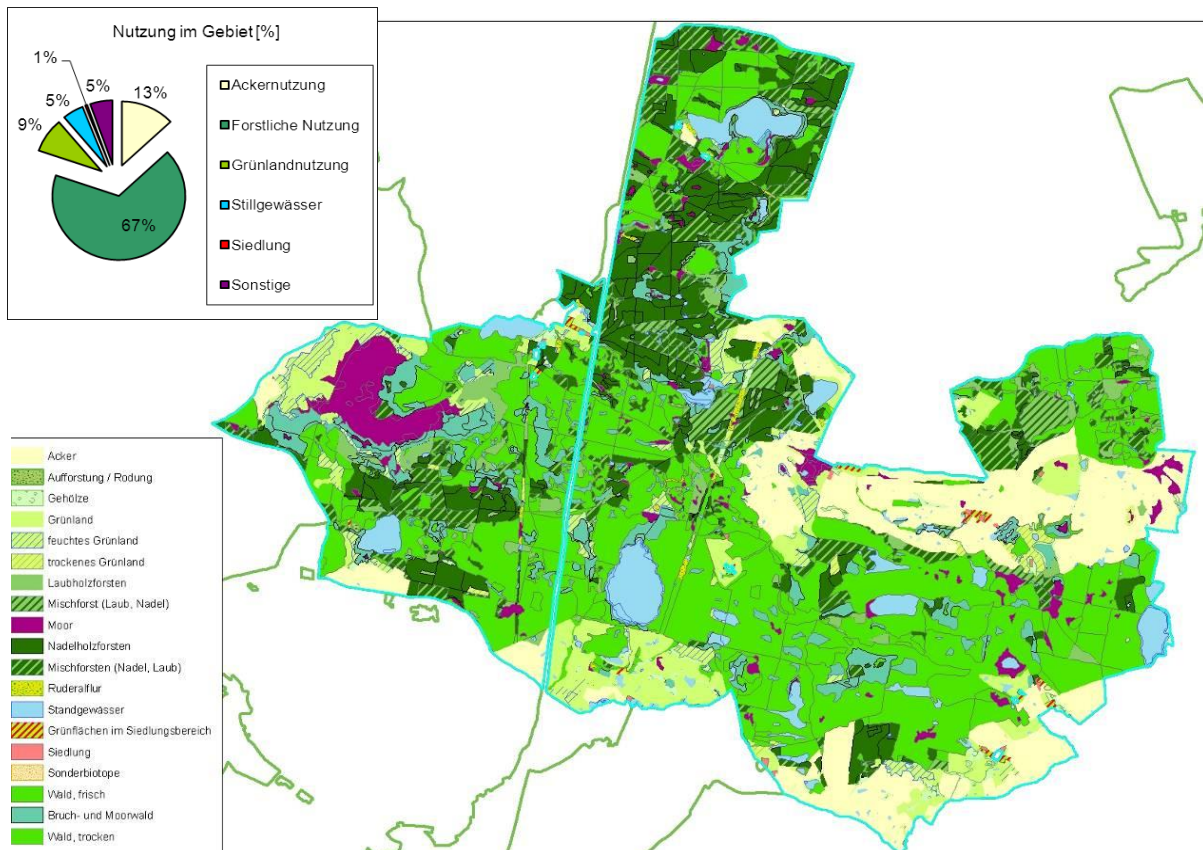 Nutzung im Gebiet [%]
1%
5%
5%
13%
9%
67%
Ackernutzung
Forstliche Nutzung
Grünlandnutzung
Stillgewässer
Siedlung
Sonstige
Acker
Aufforstung / Rodung
Gehölze
Grünland
feuchtes Grünland
trockenes Grünland
Laubholzforsten
Mischforst (Laub, Nadel)
Moor
Nadelholzforsten
Mischforsten (Nadel, Laub)
Ruderalflur
Standgewässer
Grünflächen im Siedlungsbereich
Siedlung
Sonderbiotope
Wald, frisch
Bruch- und Moorwald
Wald, trocken